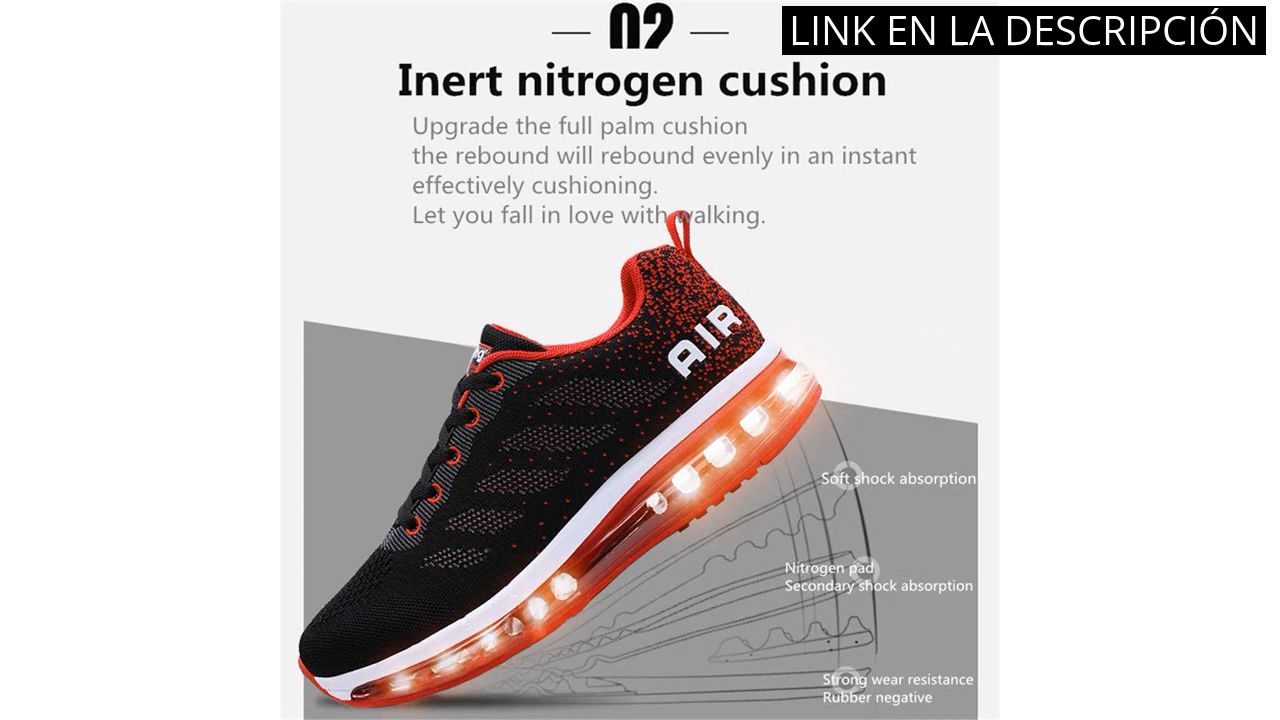 02
LINK EN LA DESCRIPCIÓN
Inert nitrogen cushion
Upgrade the full palm cushion
the rebound will rebound evenly in an instant
effectively cushioning.
Let you fall in love with walking.
AIR
Soft shock absorption
Nitrogen pad
Secondary shock absorption
Strong wear resistance
Rubber negative